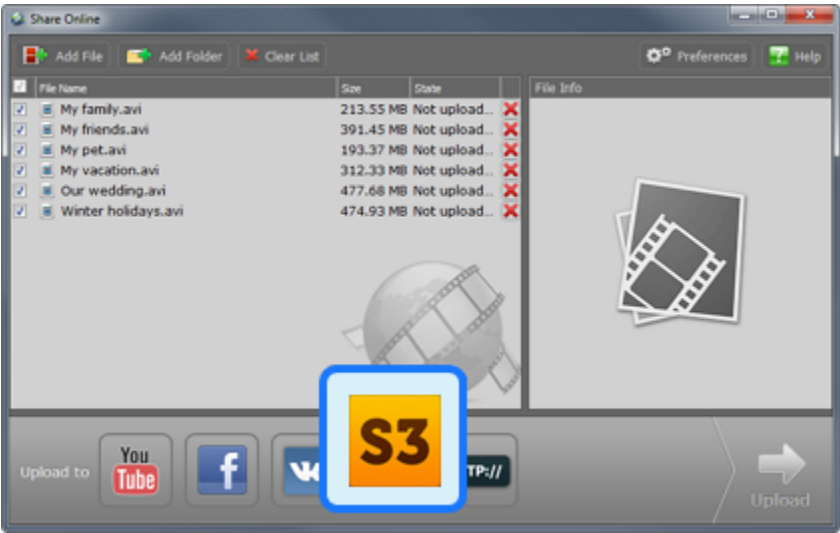 Share Online
Add File Add Folder Clear List Preferences Help
File Name Size State File Info
My family.avi 213.55 MB Not upload...
My friends.avi 391.45 MB Not upload...
My pet.avi 193.37 MB Not upload...
My vacation.avi 312.33 MB Not upload...
Our wedding.avi 477.68 MB Not upload...
Winter holidays.avi 474.93 MB Not upload...
Upload to You Tube f S3 TP:// Upload